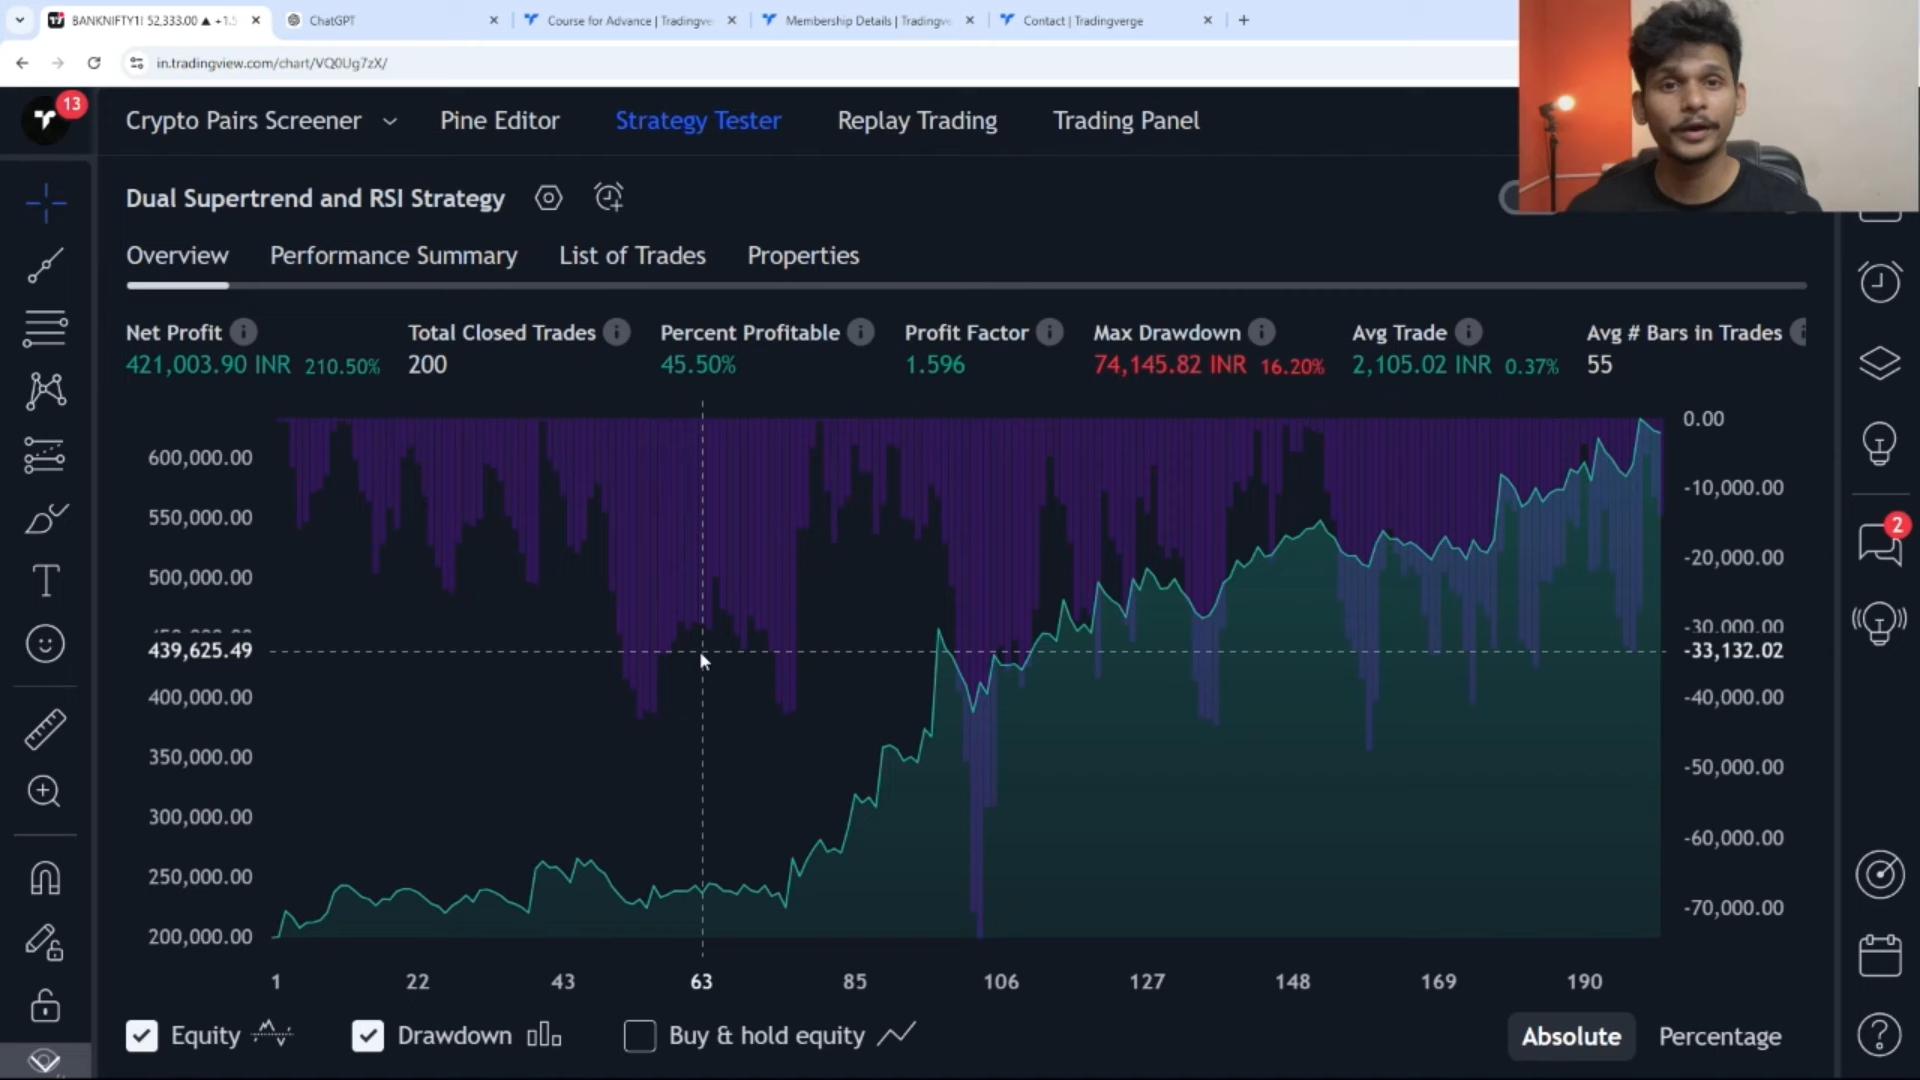 BANKNIFTY1! 52,333.00 ▲ +1.5
ChatGPT
Course for Advance | Tradingve
Membership Details | Tradingve
Contact | Tradingverge
in.tradingview.com/chart/VQ0Ug7zX/
13
Crypto Pairs Screener
Pine Editor
Strategy Tester
Replay Trading
Trading Panel
Dual Supertrend and RSI Strategy
Overview
Performance Summary
List of Trades
Properties
Net Profit
Total Closed Trades
Percent Profitable
Profit Factor
Max Drawdown
Avg Trade
Avg # Bars in Trades
421,003.90 INR 210.50%
200
45.50%
1.596
74,145.82 INR 16.20%
2,105.02 INR 0.37%
55
0.00
600,000.00
-10,000.00
550,000.00
2
-20,000.00
500,000.00
-30,000.00
439,625.49
-33,132.02
400,000.00
-40,000.00
350,000.00
-50,000.00
300,000.00
-60,000.00
250,000.00
-70,000.00
200,000.00
1 22 43 63 85 106 127 148 169 190
Equity
Drawdown
Buy & hold equity
Absolute
Percentage